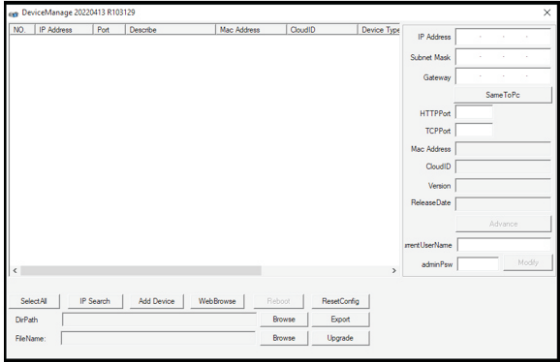 DeviceManage 20220413 R103129
NO. IP Address Port Describe Mac Address CloudID Device Type
IP Address
Subnet Mask
Gateway
SameToPc
HTTPPort
TCPPort
Mac Address
CloudID
Version
ReleaseDate
Advance
rrentUserName
adminPsw Modify
SelectAll IP Search Add Device WebBrowse Reboot ResetConfig
DirPath Browse Export
FileName: Browse Upgrade